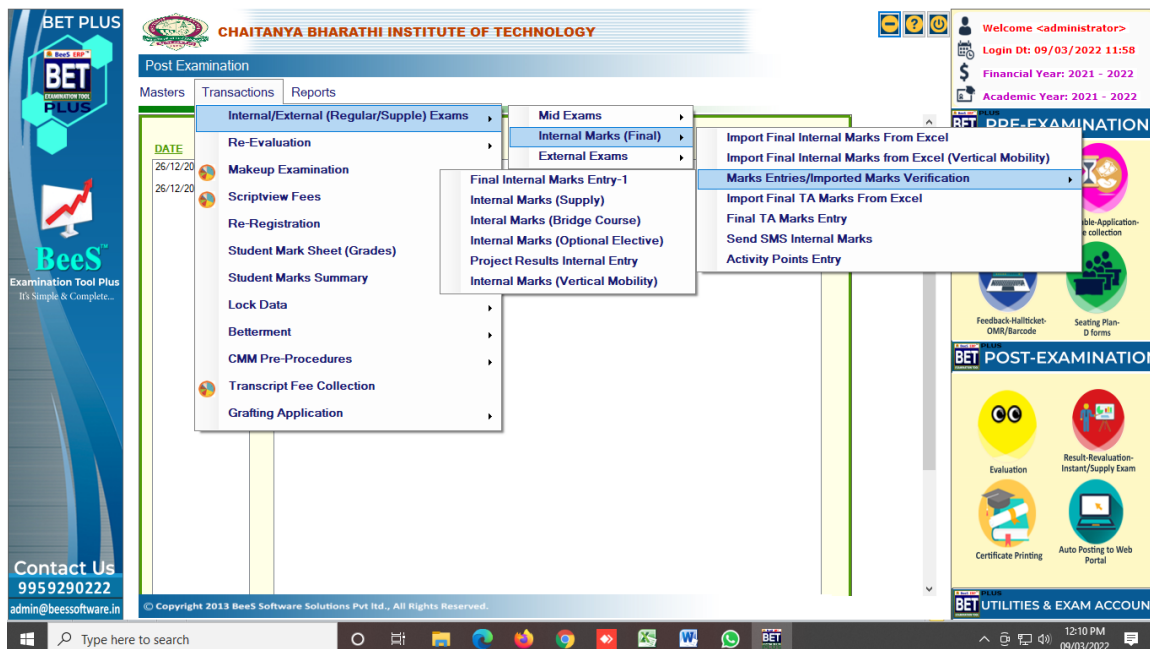 BET PLUS
BeeS ERP
BET
EXAMINATION TOOL
PLUS
BeeS
Examination Tool Plus
It's Simple & Complete...
Contact Us
9959290222
admin@beessoftware.in
CHAITANYA BHARATHI INSTITUTE OF TECHNOLOGY
Post Examination
Masters Transactions Reports
DATE
26/12/20
26/12/20
Internal/External (Regular/Supple) Exams
Re-Evaluation
Makeup Examination
Scriptview Fees
Re-Registration
Student Mark Sheet (Grades)
Student Marks Summary
Lock Data
Betterment
CMM Pre-Procedures
Transcript Fee Collection
Grafting Application
Mid Exams
Internal Marks (Final)
External Exams
Final Internal Marks Entry-1
Internal Marks (Supply)
Interal Marks (Bridge Course)
Internal Marks (Optional Elective)
Project Results Internal Entry
Internal Marks (Vertical Mobility)
Import Final Internal Marks From Excel
Import Final Internal Marks from Excel (Vertical Mobility)
Marks Entries/Imported Marks Verification
Import Final TA Marks From Excel
Final TA Marks Entry
Send SMS Internal Marks
Activity Points Entry
Welcome <administrator>
Login Dt: 09/03/2022 11:58
Financial Year: 2021 - 2022
Academic Year: 2021 - 2022
PRE-EXAMINATION
ble-Application-
e collection
Feedback-Hallticket-
OMR/Barcode
Seating Plan-
D forms
PLUS
BET POST-EXAMINATIO
Evaluation
Result-Revaluation-
Instant/Supply Exam
Certificate Printing
Auto Posting to Web
Portal
PLUS
BET UTILITIES & EXAM ACCOUN
© Copyright 2013 BeeS Software Solutions Pvt ltd., All Rights Reserved.
Type here to search
BET
12:10 PM
09/03/2022